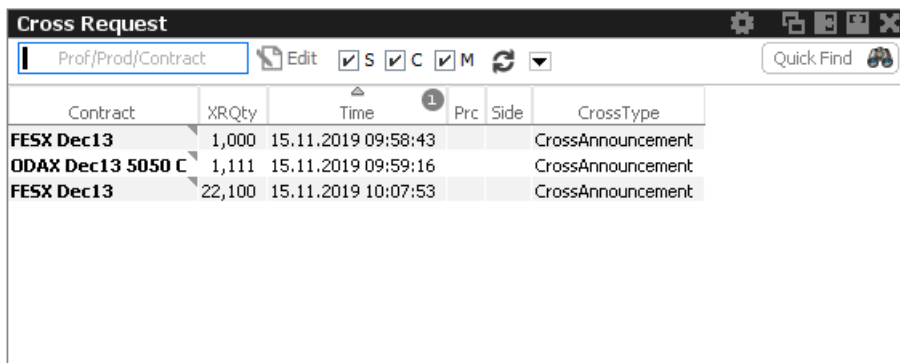 Cross Request
Prof/Prod/Contract Edit S C M Quick Find
Contract XRQty Time 1 Prc Side CrossType
FESX Dec13 1,000 15.11.2019 09:58:43 CrossAnnouncement
ODAX Dec13 5050 C 1,111 15.11.2019 09:59:16 CrossAnnouncement
FESX Dec13 22,100 15.11.2019 10:07:53 CrossAnnouncement